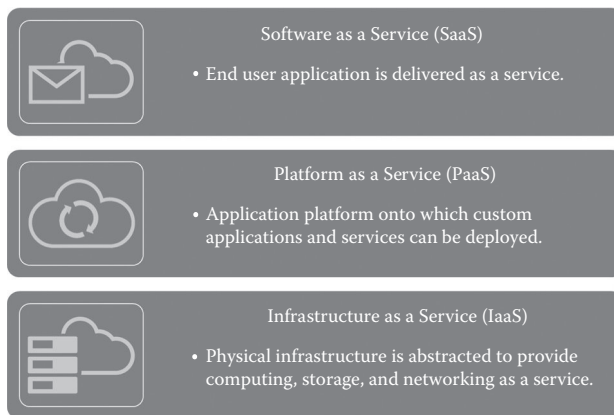 Software as a Service (SaaS)
• End user application is delivered as a service.
Platform as a Service (PaaS)
• Application platform onto which custom
applications and services can be deployed.
Infrastructure as a Service (IaaS)
• Physical infrastructure is abstracted to provide
computing, storage, and networking as a service.